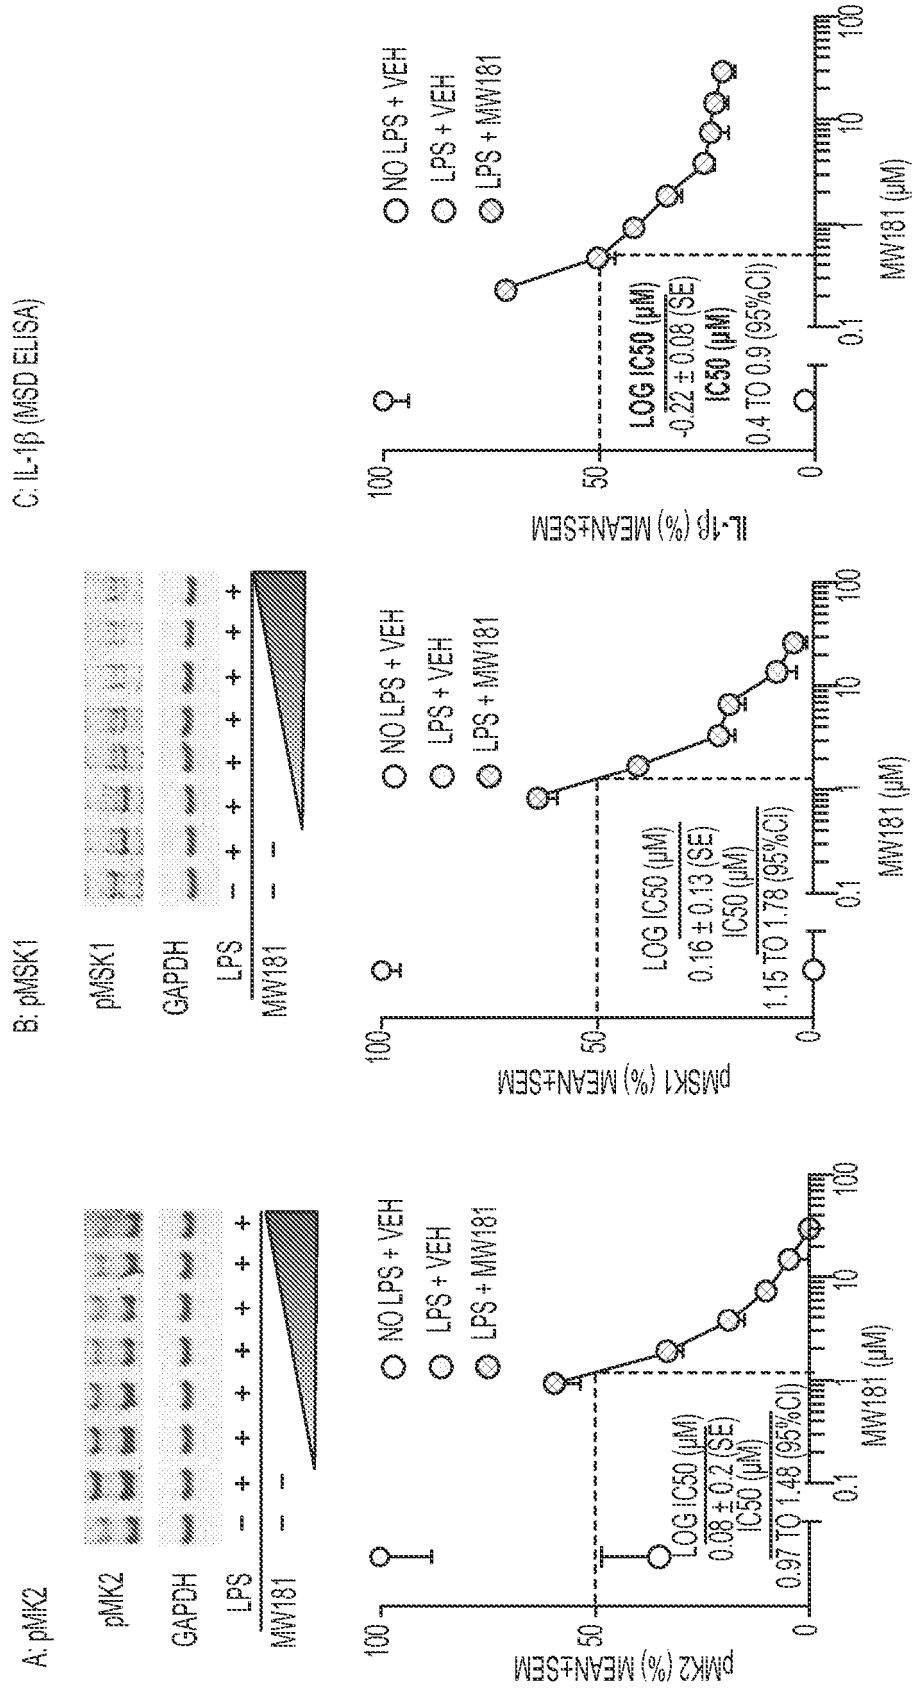 A: pMK2
pMK2
GAPDH
LPS - + + + + + + +
MW181 - -
pMK2 (%) MEAN±SEM
100
50
0
NO LPS + VEH
LPS + VEH
LPS + MW181
LOG IC50 (µM)
0.08 ± 0.2 (SE)
IC50 (µM)
0.97 TO 1.48 (95%CI)
0.1 1 10 100
MW181 (µM)
B: pMSK1
pMSK1
GAPDH
LPS - + + + + + + +
MW181 - -
pMSK1 (%) MEAN±SEM
100
50
0
NO LPS + VEH
LPS + VEH
LPS + MW181
LOG IC50 (µM)
0.16 ± 0.13 (SE)
IC50 (µM)
1.15 TO 1.78 (95%CI)
0.1 1 10 100
MW181 (µM)
C: IL-1β (MSD ELISA)
IL-1β (%) MEAN±SEM
100
50
0
NO LPS + VEH
LPS + VEH
LPS + MW181
LOG IC50 (µM)
-0.22 ± 0.08 (SE)
IC50 (µM)
0.4 TO 0.9 (95%CI)
0.1 1 10 100
MW181 (µM)